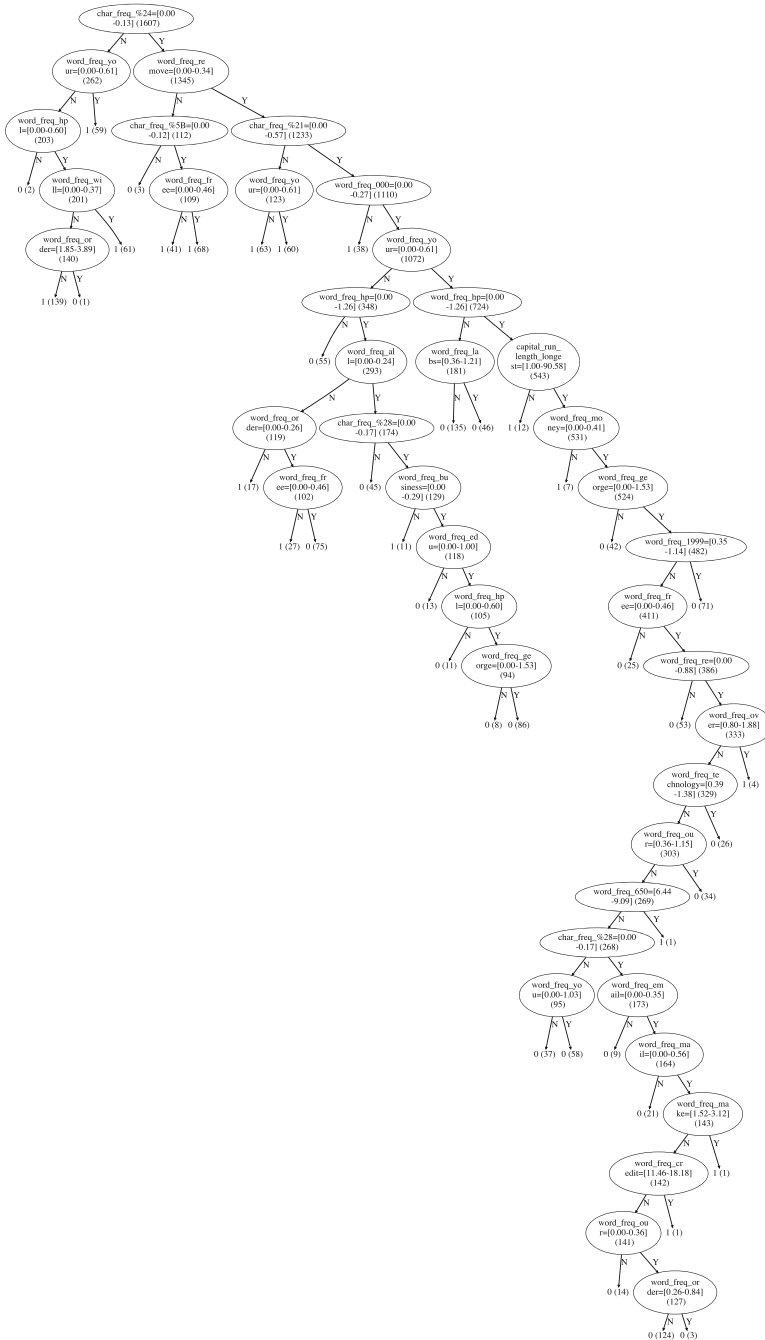 char_freq_%24=[0.00
-0.13] (1607)
N
Y
word_freq_yo
ur=[0.00-0.61]
(262)
word_freq_re
move=[0.00-0.34]
(1345)
N
Y
N
Y
word_freq_hp
l=[0.00-0.60]
(203)
1 (59)
char_freq_%5B=[0.00
-0.12] (112)
char_freq_%21=[0.00
-0.57] (1233)
N
Y
N
Y
N
Y
0 (2)
word_freq_wi
ll=[0.00-0.37]
(201)
0 (3)
word_freq_fr
ee=[0.00-0.46]
(109)
word_freq_yo
ur=[0.00-0.61]
(123)
word_freq_000=[0.00
-0.27] (1110)
N
Y
N
Y
N
Y
N
Y
word_freq_or
der=[1.85-3.89]
(140)
1 (61)
1 (41)
1 (68)
1 (63)
1 (60)
1 (38)
word_freq_yo
ur=[0.00-0.61]
(1072)
N
Y
N
Y
1 (139)
0 (1)
word_freq_hp=[0.00
-1.26] (348)
word_freq_hp=[0.00
-1.26] (724)
N
Y
N
Y
0 (55)
word_freq_al
l=[0.00-0.24]
(293)
word_freq_la
bs=[0.36-1.21]
(181)
capital_run_
length_longe
st=[1.00-90.58]
(543)
N
Y
N
Y
N
Y
word_freq_or
der=[0.00-0.26]
(119)
char_freq_%28=[0.00
-0.17] (174)
0 (135)
0 (46)
1 (12)
word_freq_mo
ney=[0.00-0.41]
(531)
N
Y
N
Y
N
Y
1 (17)
word_freq_fr
ee=[0.00-0.46]
(102)
0 (45)
word_freq_bu
siness=[0.00
-0.29] (129)
1 (7)
word_freq_ge
orge=[0.00-1.53]
(524)
N
Y
N
Y
N
Y
1 (27)
0 (75)
1 (11)
word_freq_ed
u=[0.00-1.00]
(118)
0 (42)
word_freq_1999=[0.35
-1.14] (482)
N
Y
N
Y
0 (13)
word_freq_hp
l=[0.00-0.60]
(105)
word_freq_fr
ee=[0.00-0.46]
(411)
0 (71)
N
Y
N
Y
0 (11)
word_freq_ge
orge=[0.00-1.53]
(94)
0 (25)
word_freq_re=[0.00
-0.88] (386)
N
Y
N
Y
0 (8)
0 (86)
0 (53)
word_freq_ov
er=[0.80-1.88]
(333)
N
Y
word_freq_te
chnology=[0.39
-1.38] (329)
1 (4)
N
Y
word_freq_ou
r=[0.36-1.15]
(303)
0 (26)
N
Y
word_freq_650=[6.44
-9.09] (269)
0 (34)
N
Y
char_freq_%28=[0.00
-0.17] (268)
1 (1)
N
Y
word_freq_yo
u=[0.00-1.03]
(95)
word_freq_em
ail=[0.00-0.35]
(173)
N
Y
N
Y
0 (37)
0 (58)
0 (9)
word_freq_ma
il=[0.00-0.56]
(164)
N
Y
0 (21)
word_freq_ma
ke=[1.52-3.12]
(143)
N
Y
word_freq_cr
edit=[11.46-18.18]
(142)
1 (1)
N
Y
word_freq_ou
r=[0.00-0.36]
(141)
1 (1)
N
Y
0 (14)
word_freq_or
der=[0.26-0.84]
(127)
N
Y
0 (124)
0 (3)